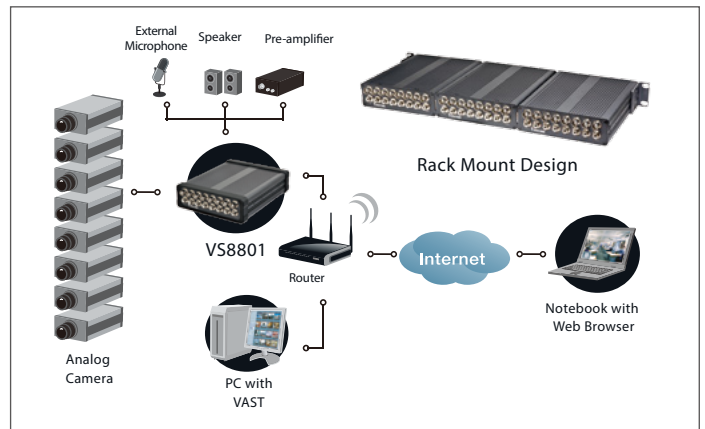 External
Microphone
Speaker
Pre-amplifier
Rack Mount Design
VS8801
Router
Internet
Notebook with
Web Browser
Analog
Camera
PC with
VAST